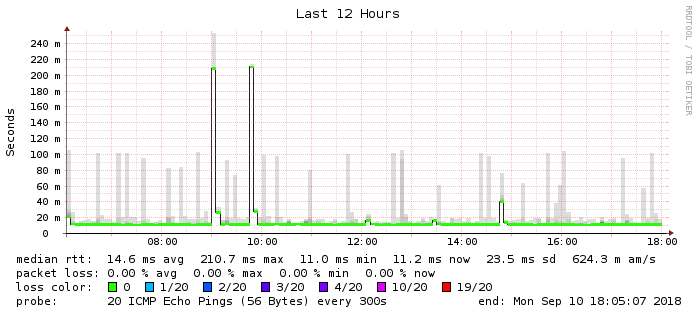 Last 12 Hours
RRDTOOL / TOBI OETIKER
Seconds
240 m
220 m
200 m
180 m
160 m
140 m
120 m
100 m
80 m
60 m
40 m
20 m
0
08:00 10:00 12:00 14:00 16:00 18:00
median rtt: 14.6 ms avg 210.7 ms max 11.0 ms min 11.2 ms now 23.5 ms sd 624.3 m am/s
packet loss: 0.00 % avg 0.00 % max 0.00 % min 0.00 % now
loss color: 0 1/20 2/20 3/20 4/20 10/20 19/20
probe: 20 ICMP Echo Pings (56 Bytes) every 300s end: Mon Sep 10 18:05:07 2018